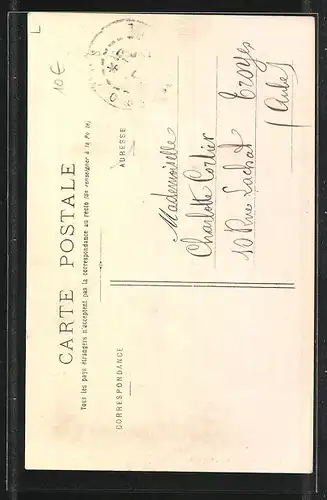 L
10€
CARTE POSTALE
Tous les pays étrangers n'acceptent pas la correspondance au recto (Se renseigner à la Poste)
CORRESPONDANCE
ADRESSE
Mademoiselle
Charlotte Cortier
10 Rue Lachat Troyes
(Aube)